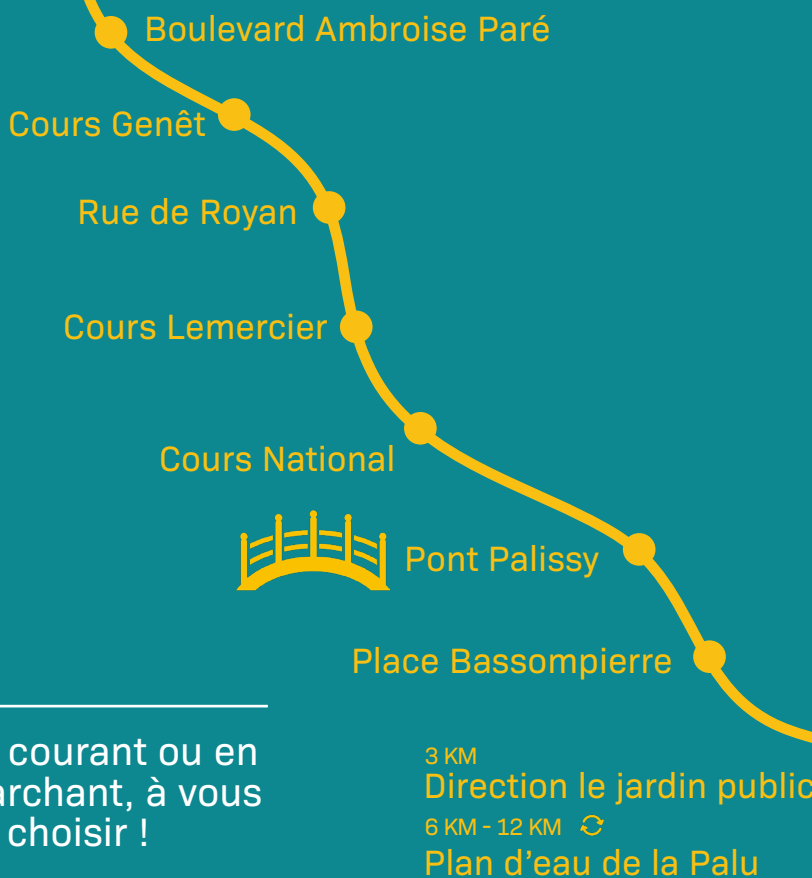 Boulevard Ambroise Paré
Cours Genêt
Rue de Royan
Cours Lemercier
Cours National
Pont Palissy
Place Bassompierre
courant ou en
archant, à vous
choisir !
3 KM
Direction le jardin public
6 KM - 12 KM
Plan d'eau de la Palu